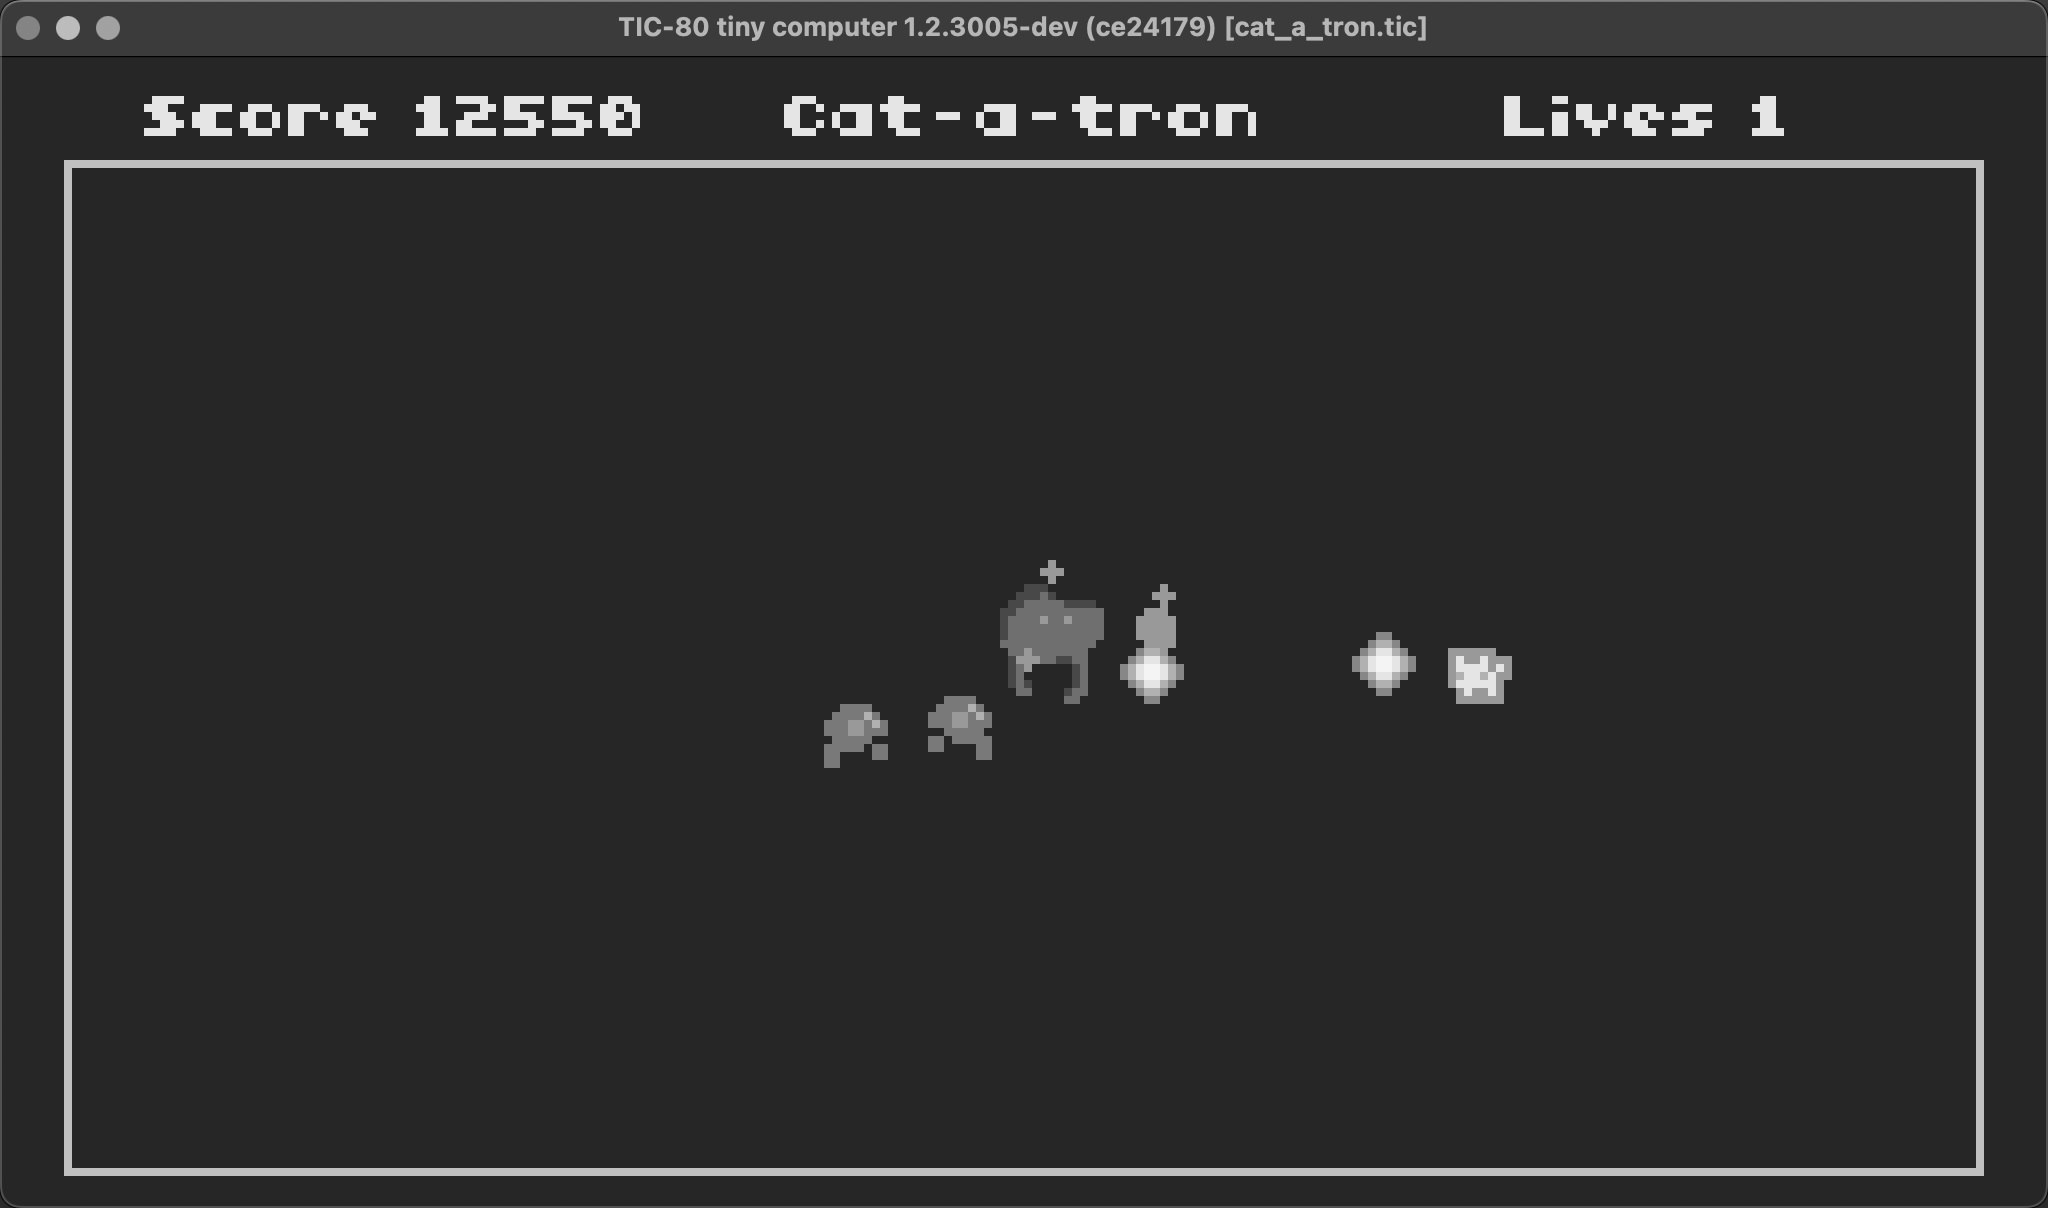 TIC-80 tiny computer 1.2.3005-dev (ce24179) [cat_a_tron.tic]
Score 12550 Cat-a-tron Lives 1